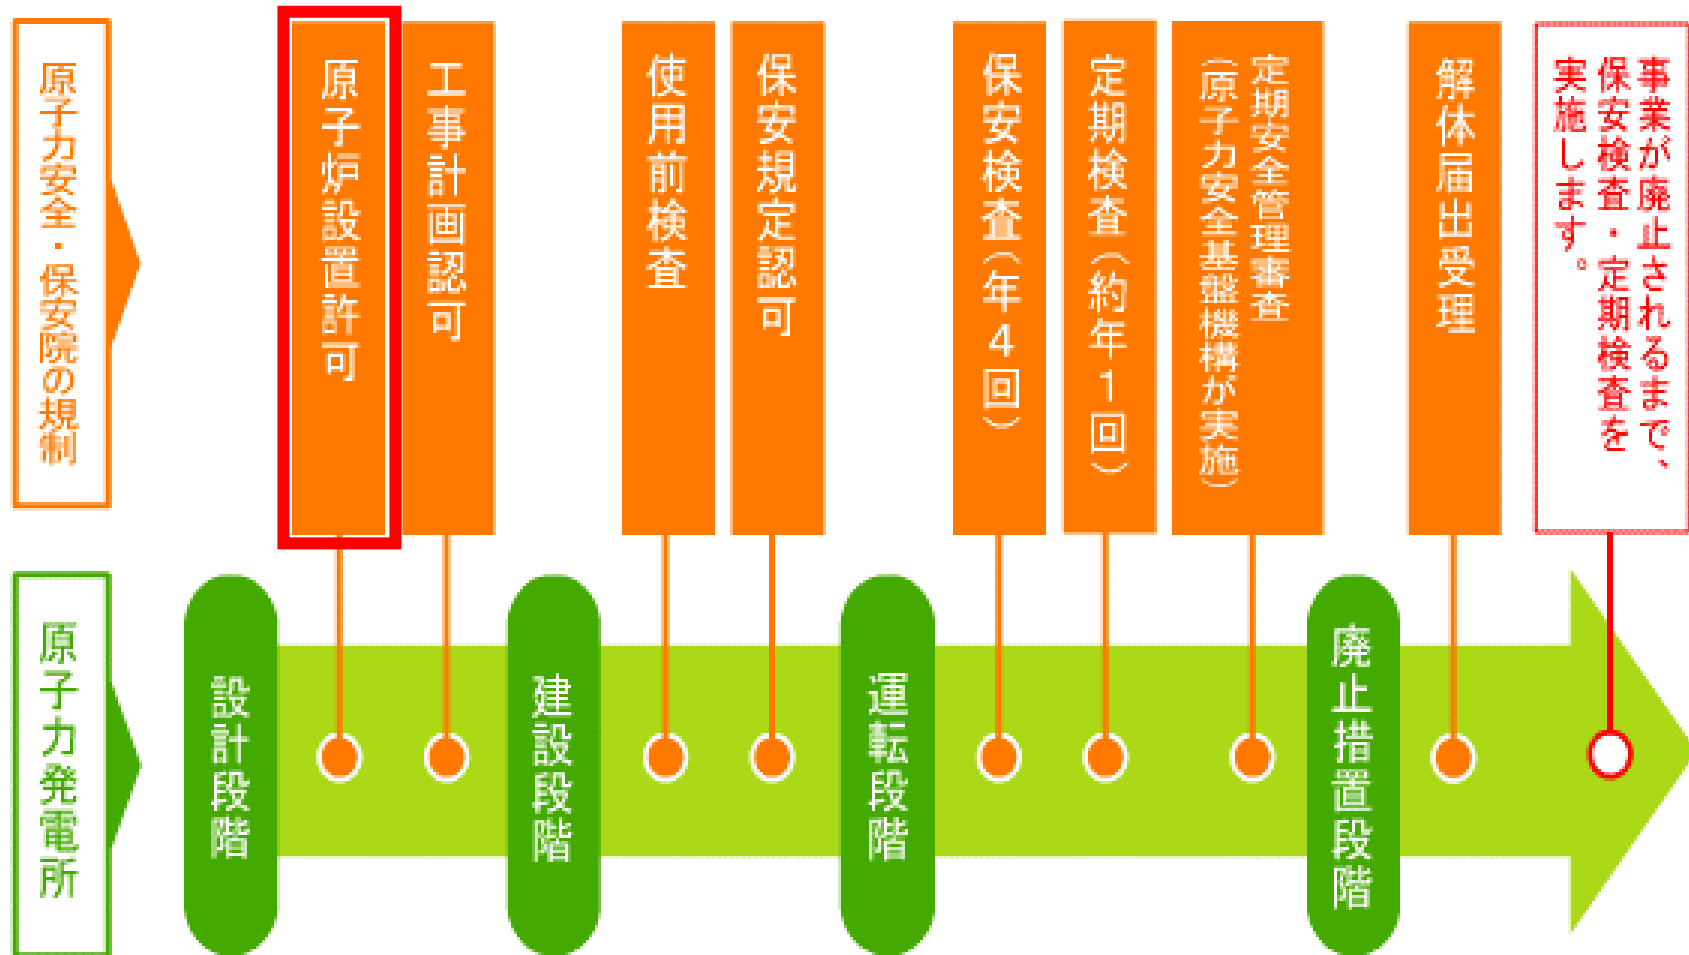 原子力安全・保安院の規制
原子炉設置許可
工事計画認可
使用前検査
保安規定認可
保安検査（年4回）
定期検査（約年1回）
定期安全管理審査
（原子力安全基盤機構が実施）
解体届出受理
事業が廃止されるまで、
保安検査・定期検査を
実施します。
原子力発電所
設計段階
建設段階
運転段階
廃止措置段階